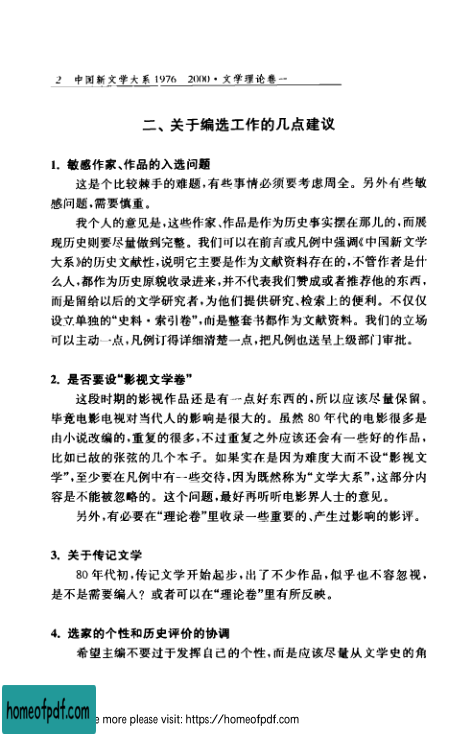 2 中国新文学大系 1976 2000·文学理论卷一
二、关于编选工作的几点建议
1. 敏感作家、作品的入选问题
这是个比较棘手的难题,有些事情必须要考虑周全。另外有些敏
感问题,需要慎重。
我个人的意见是,这些作家、作品是作为历史事实摆在那儿的,而展
现历史则要尽量做到完整。我们可以在前言或凡例中强调《中国新文学
大系》的历史文献性,说明它主要是作为文献资料存在的,不管作者是什
么人,都作为历史原貌收录进来,并不代表我们赞成或者推荐他的东西,
而是留给以后的文学研究者,为他们提供研究、检索上的便利。不仅仅
设立单独的“史料·索引卷”,而是整套书都作为文献资料。我们的立场
可以主动一点,凡例订得详细清楚一点,把凡例也送呈上级部门审批。
2. 是否要设“影视文学卷”
这段时期的影视作品还是有一点好东西的,所以应该尽量保留。
毕竟电影电视对当代人的影响是很大的。虽然 80 年代的电影很多是
由小说改编的,重复的很多,不过重复之外应该还会有一些好的作品,
比如已故的张弦的几个本子。如果实在是因为难度大而不设“影视文
学”,至少要在凡例中有一些交待,因为既然称为“文学大系”,这部分内
容是不能被忽略的。这个问题,最好再听听电影界人士的意见。
另外,有必要在“理论卷”里收录一些重要的、产生过影响的影评。
3. 关于传记文学
80 年代初,传记文学开始起步,出了不少作品,似乎也不容忽视,
是不是需要编入?或者可以在“理论卷”里有所反映。
4. 选家的个性和历史评价的协调
希望主编不要过于发挥自己的个性,而是应该尽量从文学史的角
homeofpdf.com
e more please visit: https://homeofpdf.com